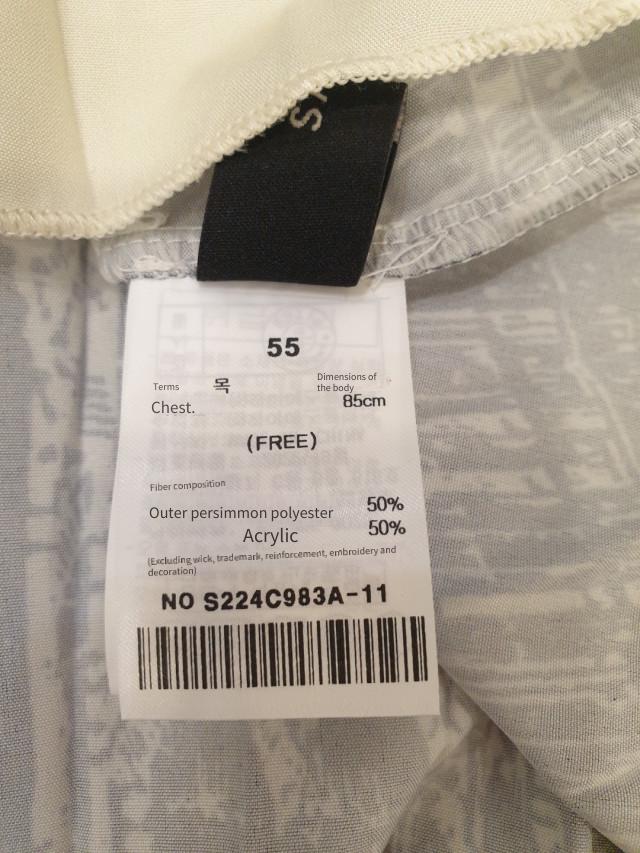 55
Terms 목 Dimensions of
the body
Chest. 85cm
(FREE)
Fiber composition
Outer persimmon polyester 50%
Acrylic 50%
(Excluding wick, trademark, reinforcement, embroidery and
decoration)
NO S224C983A-11